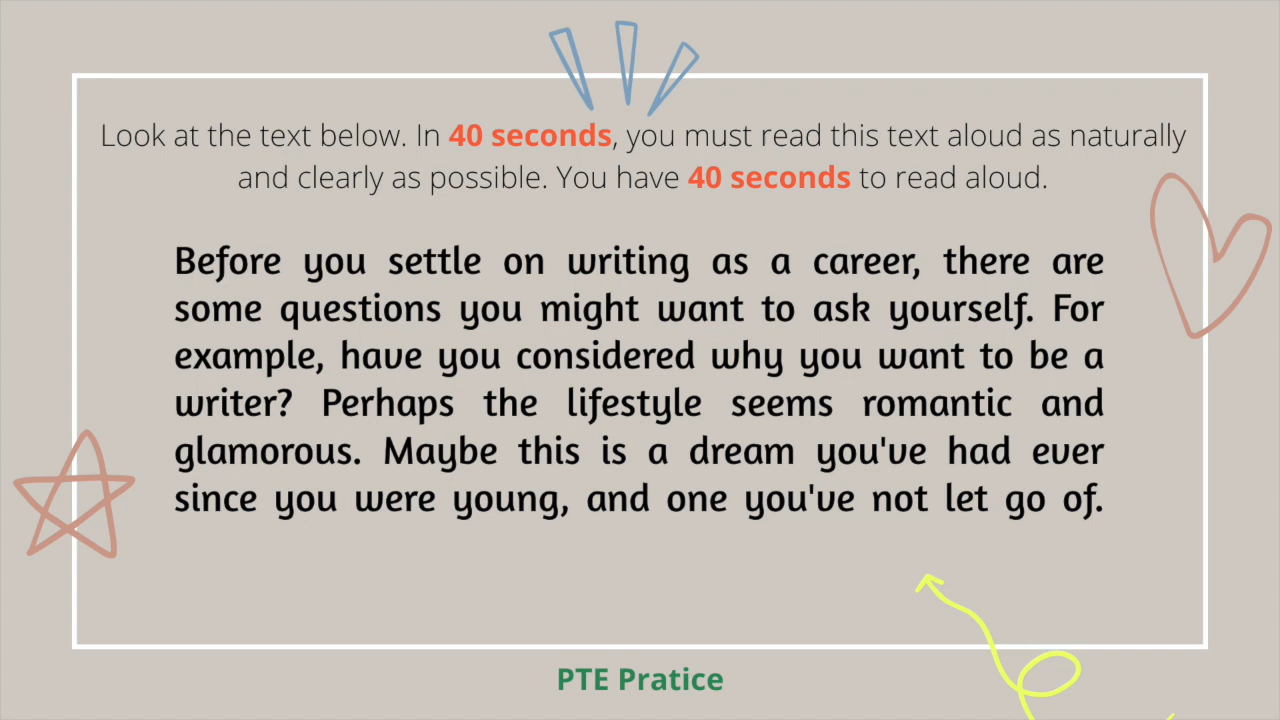 Look at the text below. In 40 seconds, you must read this text aloud as naturally
and clearly as possible. You have 40 seconds to read aloud.
Before you settle on writing as a career, there are
some questions you might want to ask yourself. For
example, have you considered why you want to be a
writer? Perhaps the lifestyle seems romantic and
glamorous. Maybe this is a dream you've had ever
since you were young, and one you've not let go of.
PTE Pratice